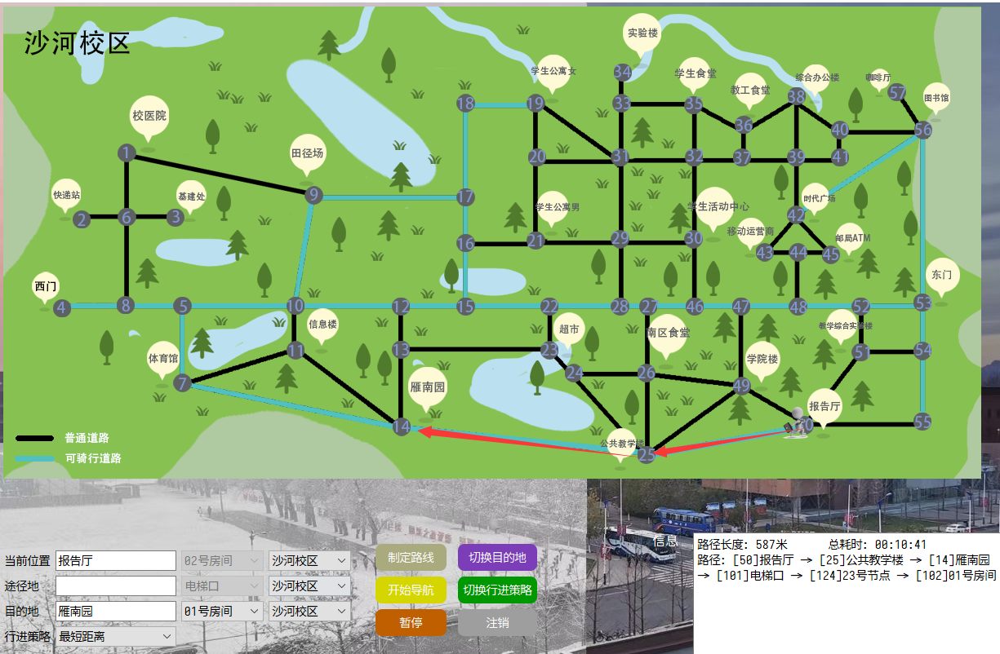 沙河校区
实验楼
34
学生公寓女
学生食堂
教工食堂
综合办公楼
咖啡厅
57
图书馆
校医院
18
19
33
35
38
36
40
56
1
田径场
20
31
32
37
39
41
快递站
基建处
9
17
学生公寓男
学生活动中心
时代广场
2
6
3
42
移动运营商
邮局ATM
16
21
29
30
43
44
45
西门
东门
4
8
5
10
12
15
22
28
27
46
47
48
52
53
信息楼
超市
南区食堂
教学综合实验楼
体育馆
11
13
23
学院楼
51
54
7
雁南园
24
26
49
报告厅
14
55
公共教学楼
25
普通道路
可骑行道路
信息
当前位置 报告厅 02号房间 沙河校区
途径地 电梯口 沙河校区
目的地 雁南园 01号房间 沙河校区
行进策略 最短距离
制定路线 切换目的地
开始导航 切换行进策略
暂停 注销
路径长度: 587米 总耗时: 00:10:41
路径: [50]报告厅 → [25]公共教学楼 → [14]雁南园
→ [101]电梯口 → [124]23号节点 → [102]01号房间